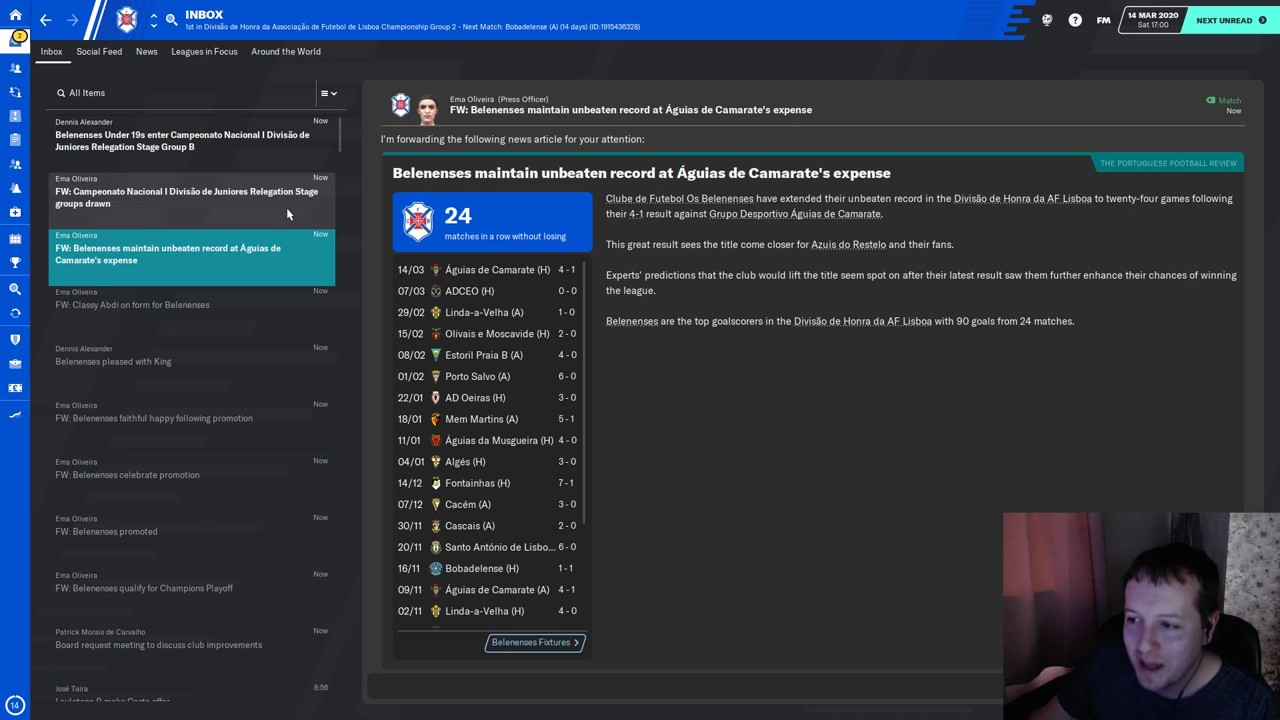 INBOX
1st in Divisão de Honra da Associação de Futebol de Lisboa Championship Group 2 - Next Match: Bobadelense (A) (14 days) (ID:1915436328)
FM
14 MAR 2020
Sat 17:00
NEXT UNREAD
2
Inbox
Social Feed
News
Leagues in Focus
Around the World
All Items
Dennis Alexander
Now
Belenenses Under 19s enter Campeonato Nacional I Divisão de
Juniores Relegation Stage Group B
Ema Oliveira
Now
FW: Campeonato Nacional I Divisão de Juniores Relegation Stage
groups drawn
Ema Oliveira
Now
FW: Belenenses maintain unbeaten record at Águias de
Camarate's expense
Ema Oliveira
Now
FW: Classy Abdi on form for Belenenses
Dennis Alexander
Now
Belenenses pleased with King
Ema Oliveira
Now
FW: Belenenses faithful happy following promotion
Ema Oliveira
Now
FW: Belenenses celebrate promotion
Ema Oliveira
Now
FW: Belenenses promoted
Ema Oliveira
Now
FW: Belenenses qualify for Champions Playoff
Patrick Morais de Carvalho
Now
Board request meeting to discuss club improvements
José Taira
8:56
14
Ema Oliveira (Press Officer)
FW: Belenenses maintain unbeaten record at Águias de Camarate's expense
Match
Now
I'm forwarding the following news article for your attention:
THE PORTUGUESE FOOTBALL REVIEW
Belenenses maintain unbeaten record at Águias de Camarate's expense
24
matches in a row without losing
14/03 Águias de Camarate (H) 4 - 1
07/03 ADCEO (H) 0 - 0
29/02 Linda-a-Velha (A) 1 - 0
15/02 Olivais e Moscavide (H) 2 - 0
08/02 Estoril Praia B (A) 4 - 0
01/02 Porto Salvo (A) 6 - 0
22/01 AD Oeiras (H) 3 - 0
18/01 Mem Martins (A) 5 - 1
11/01 Águias da Musgueira (H) 4 - 0
04/01 Algés (H) 3 - 0
14/12 Fontainhas (H) 7 - 1
07/12 Cacém (A) 3 - 0
30/11 Cascais (A) 2 - 0
20/11 Santo António de Lisbo... 6 - 0
16/11 Bobadelense (H) 1 - 1
09/11 Águias de Camarate (A) 4 - 1
02/11 Linda-a-Velha (H) 4 - 0
Belenenses Fixtures
Clube de Futebol Os Belenenses have extended their unbeaten record in the Divisão de Honra da AF Lisboa to twenty-four games following
their 4-1 result against Grupo Desportivo Águias de Camarate.
This great result sees the title come closer for Azuis do Restelo and their fans.
Experts' predictions that the club would lift the title seem spot on after their latest result saw them further enhance their chances of winning
the league.
Belenenses are the top goalscorers in the Divisão de Honra da AF Lisboa with 90 goals from 24 matches.